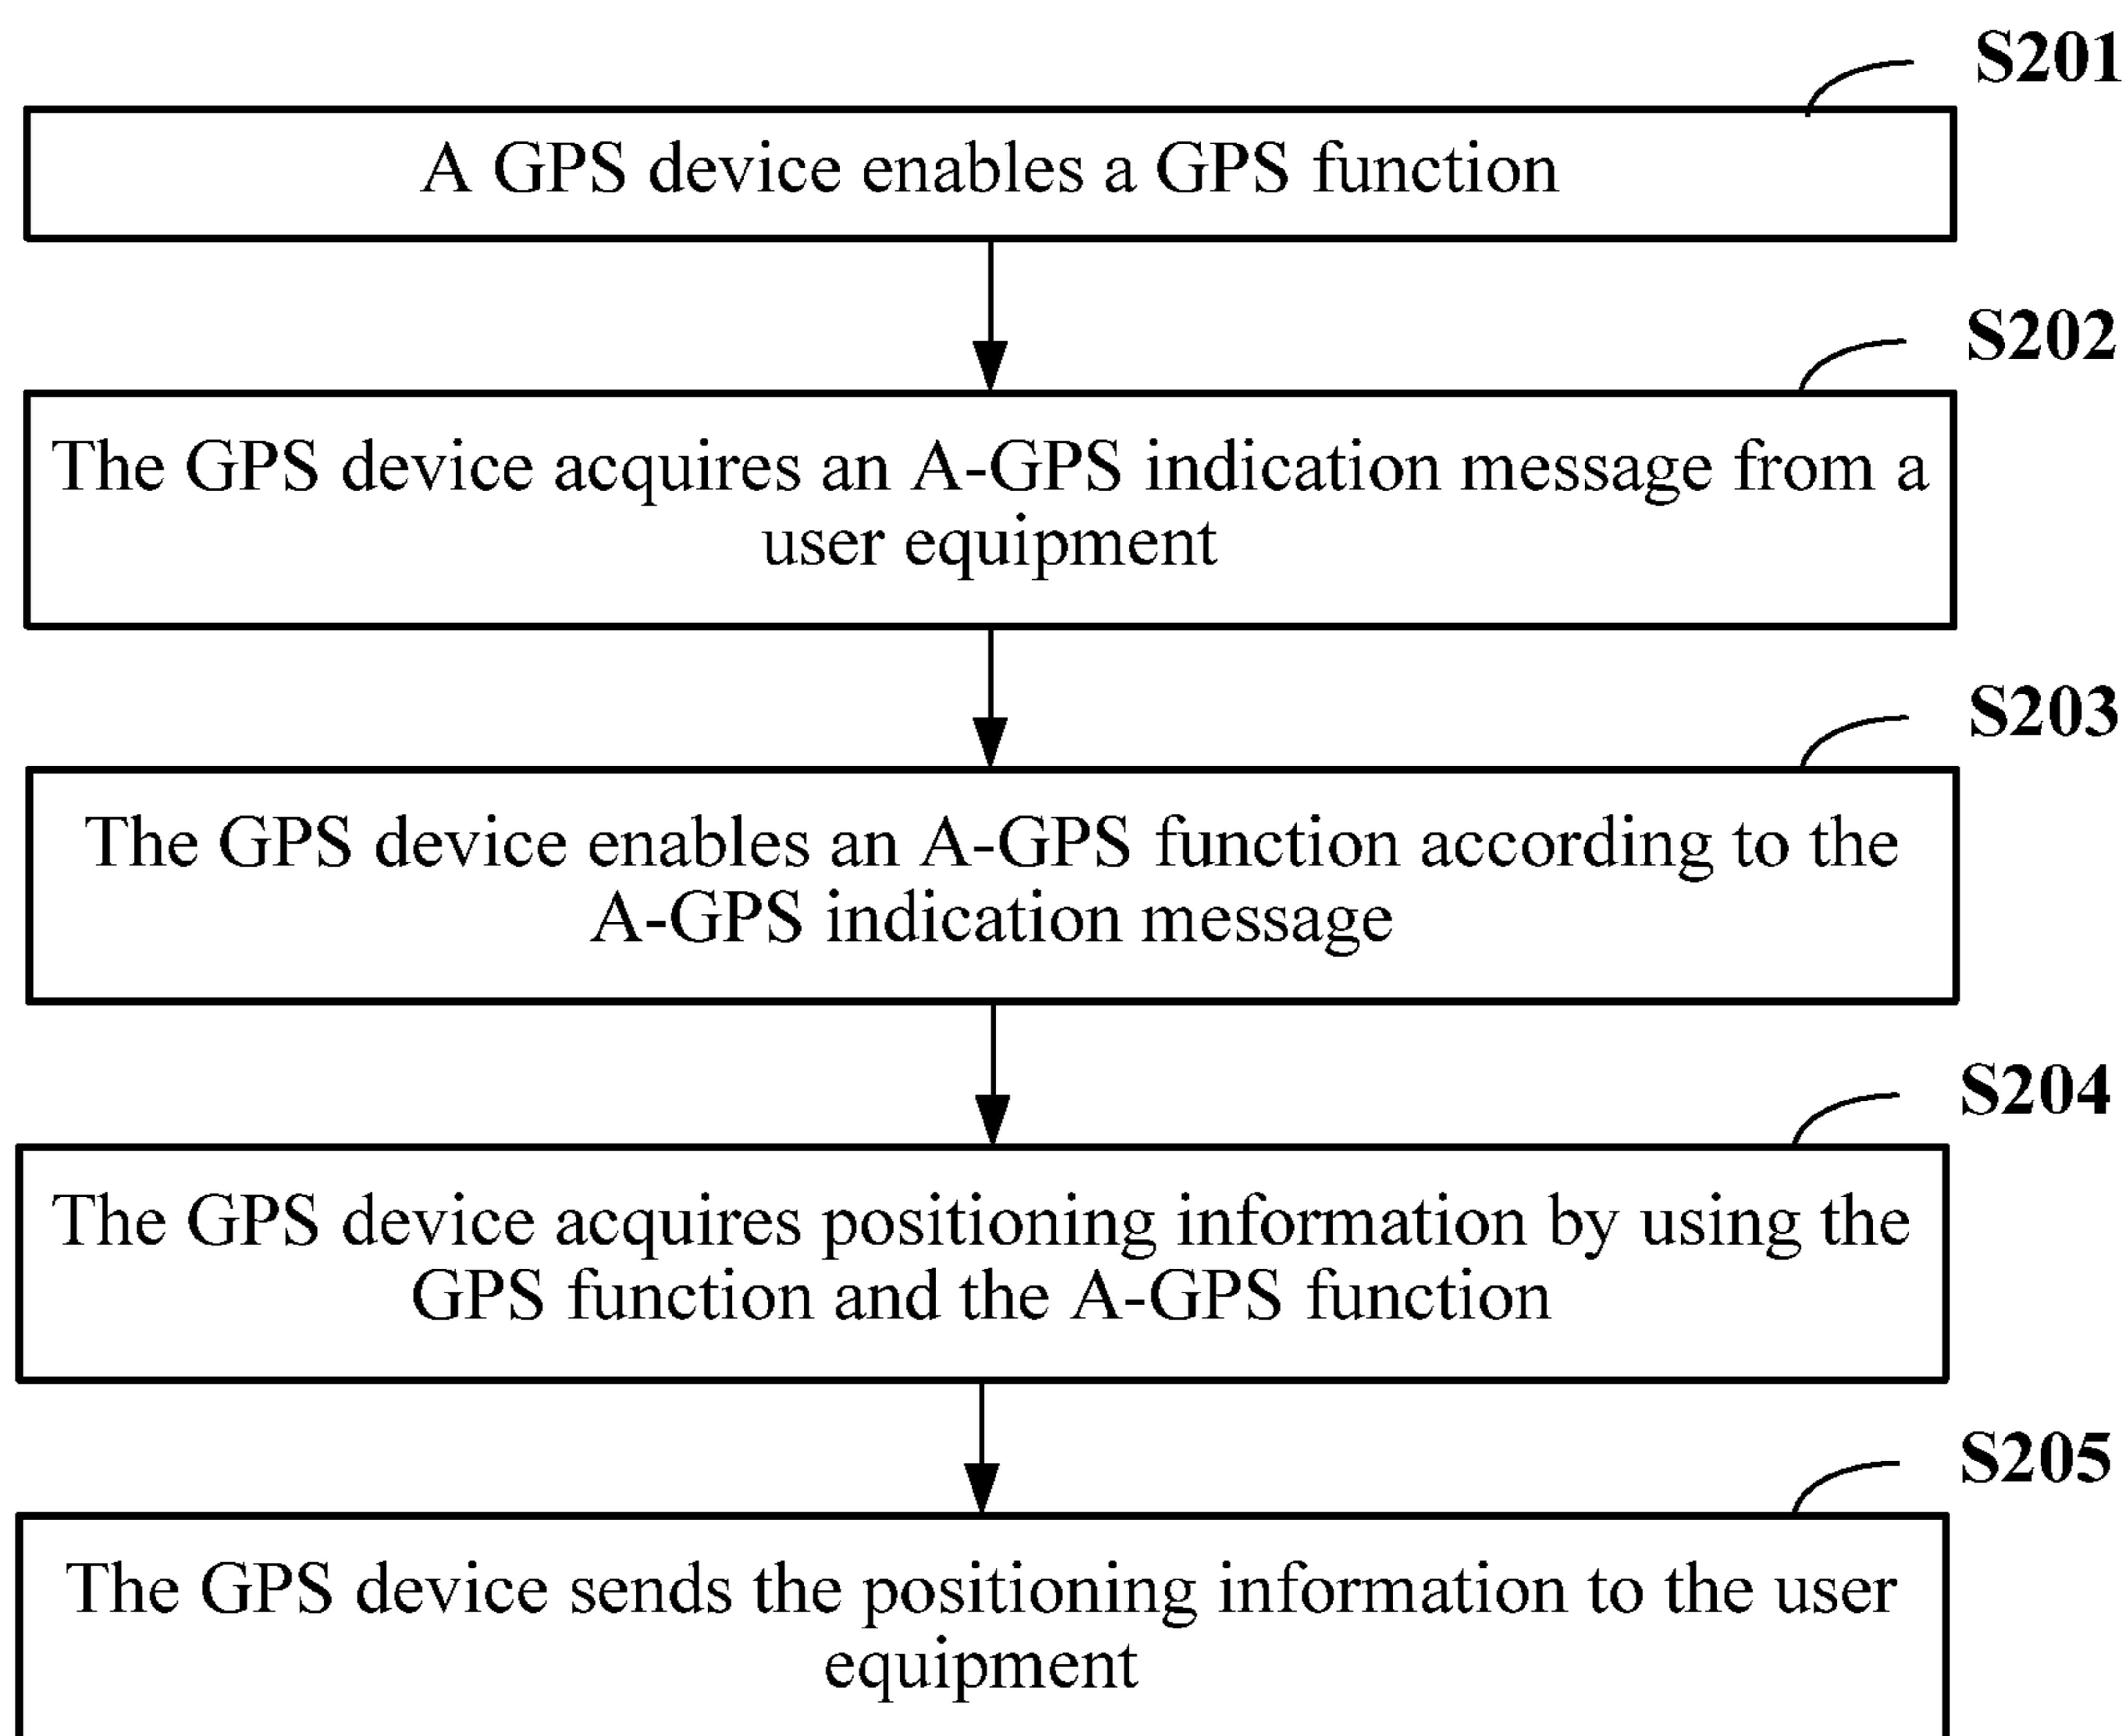 S201
A GPS device enables a GPS function
S202
The GPS device acquires an A-GPS indication message from a
user equipment
S203
The GPS device enables an A-GPS function according to the
A-GPS indication message
S204
The GPS device acquires positioning information by using the
GPS function and the A-GPS function
S205
The GPS device sends the positioning information to the user
equipment